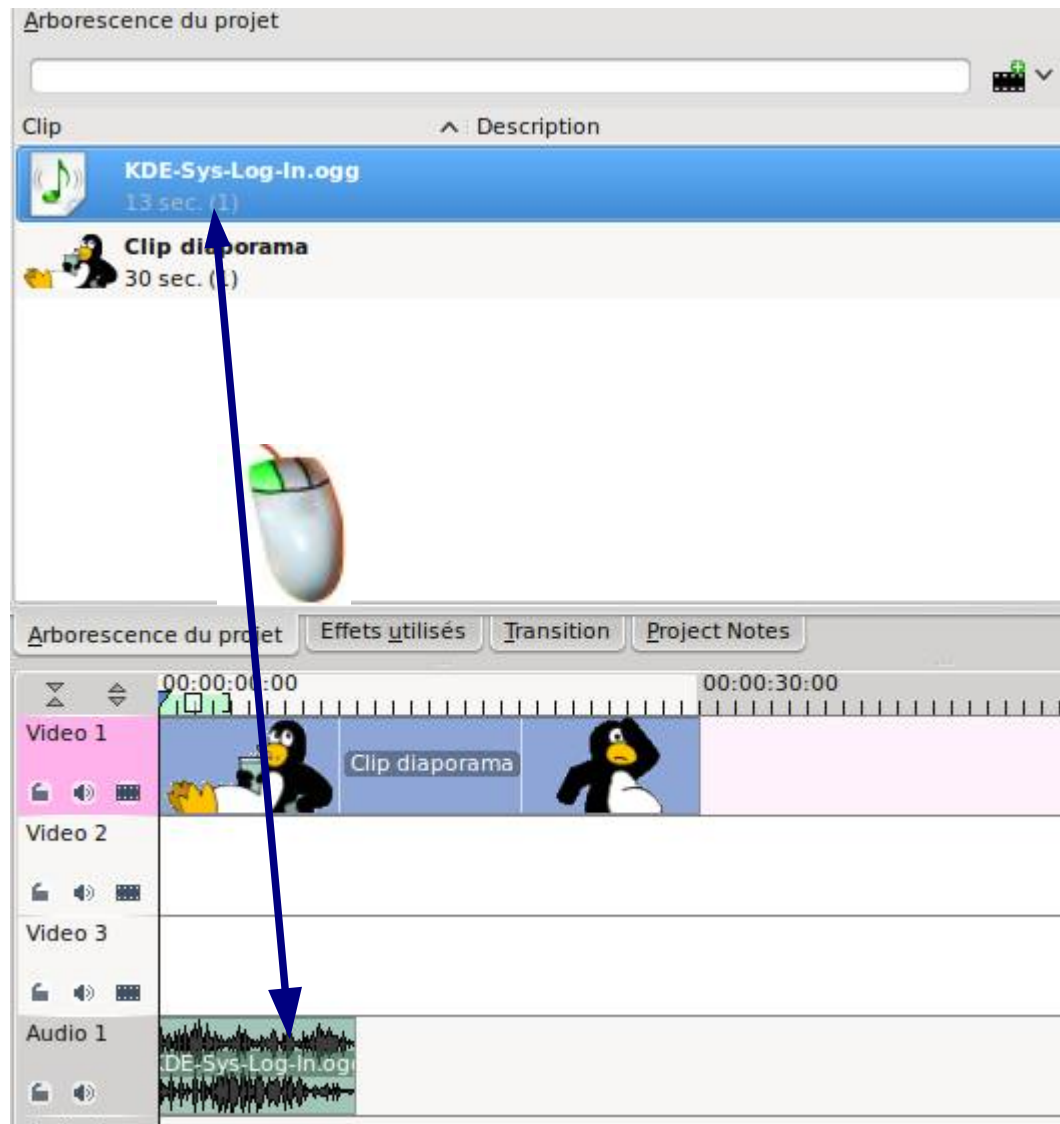 Arborescence du projet
Clip Description
KDE-Sys-Log-In.ogg
13 sec. (1)
Clip diaporama
30 sec. (1)
Arborescence du projet Effets utilisés Transition Project Notes
00:00:00:00 00:00:30:00
Video 1
Clip diaporama
Video 2
Video 3
Audio 1
KDE-Sys-Log-In.ogg